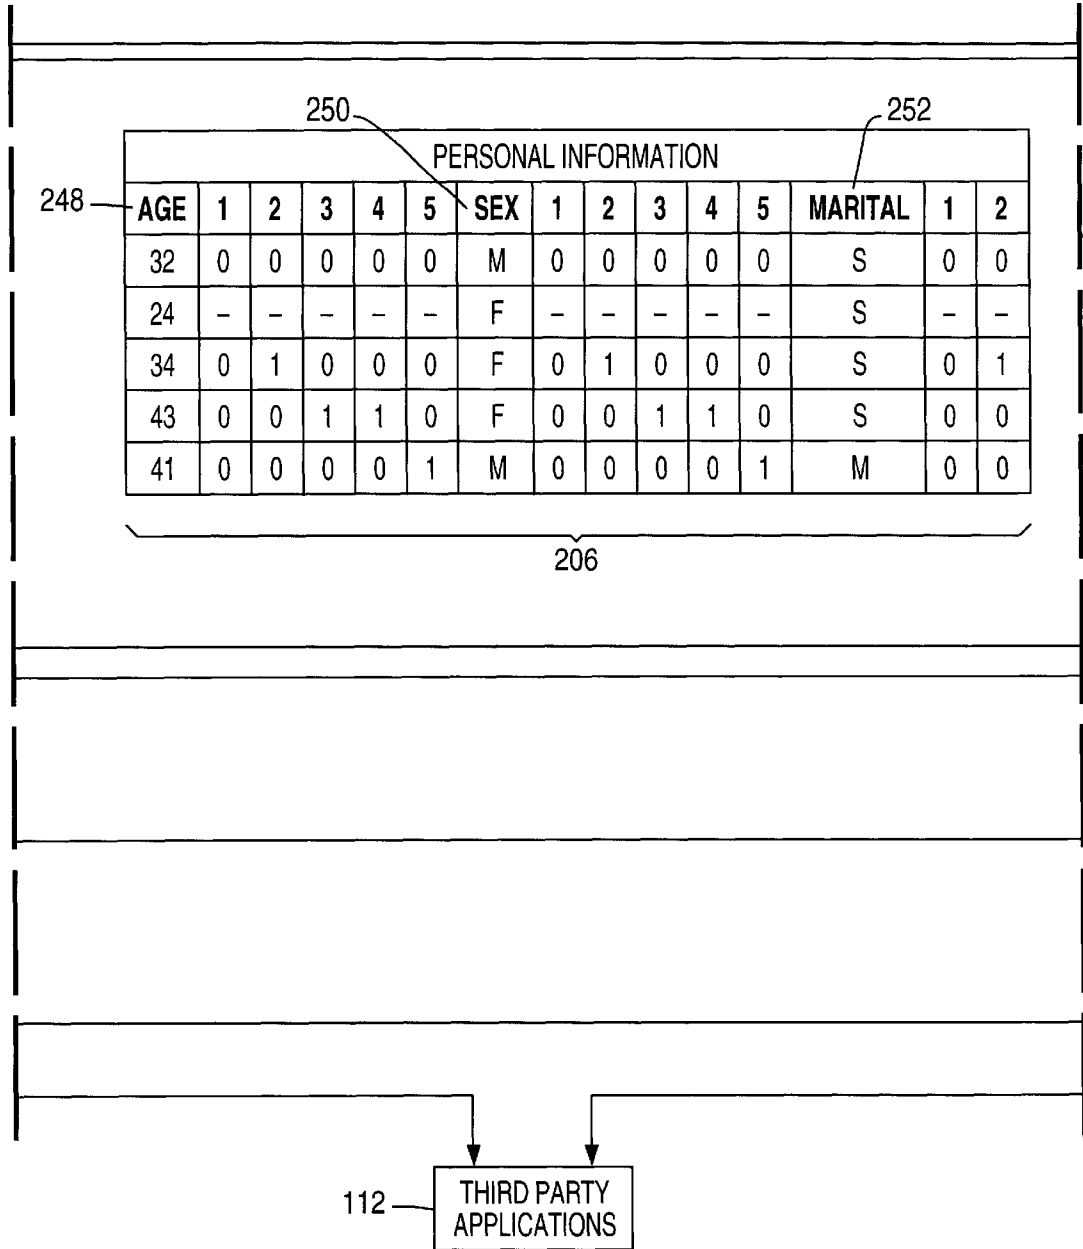 250
252
PERSONAL INFORMATION
248
AGE 1 2 3 4 5 SEX 1 2 3 4 5 MARITAL 1 2
32 0 0 0 0 0 M 0 0 0 0 0 S 0 0
24 – – – – – F – – – – – S – –
34 0 1 0 0 0 F 0 1 0 0 0 S 0 1
43 0 0 1 1 0 F 0 0 1 1 0 S 0 0
41 0 0 0 0 1 M 0 0 0 0 1 M 0 0
206
112
THIRD PARTY
APPLICATIONS